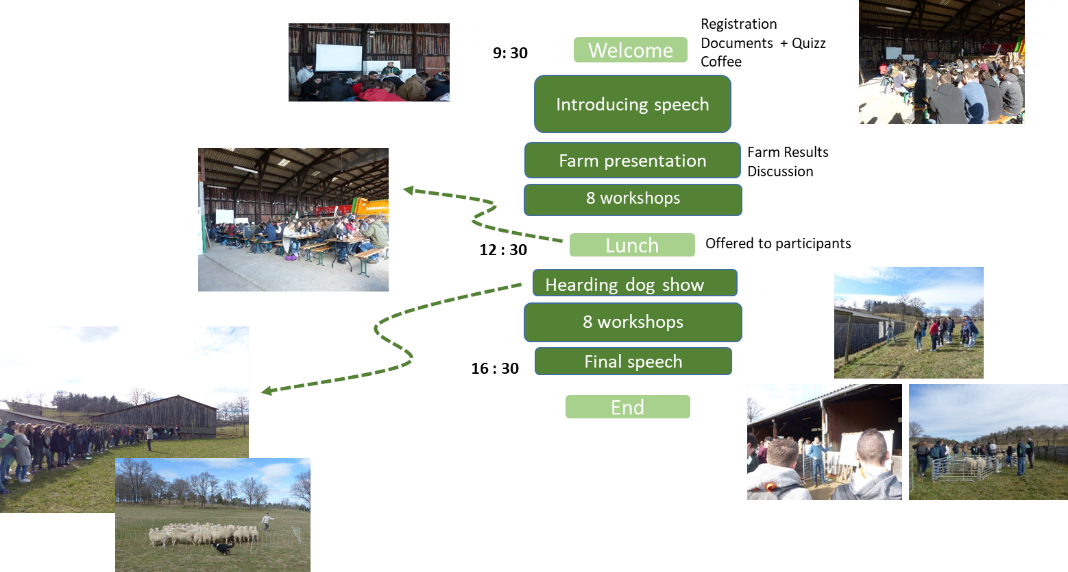 9: 30
Welcome
Registration
Documents + Quizz
Coffee
Introducing speech
Farm presentation
Farm Results
Discussion
8 workshops
12 : 30
Lunch
Offered to participants
Hearding dog show
8 workshops
Final speech
16 : 30
End